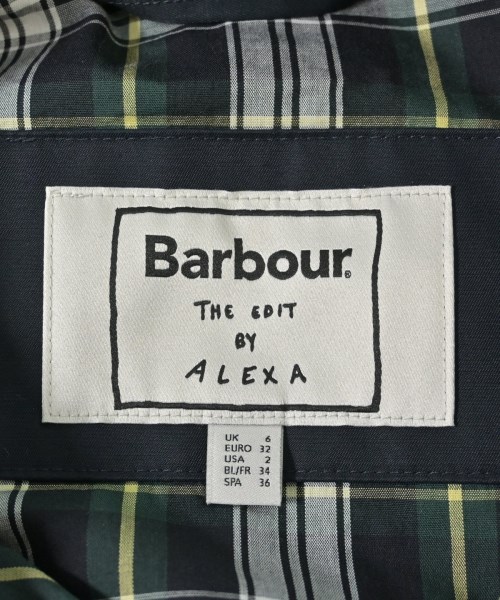 Barbour®
THE EDIT
BY
ALEXA
UK 6
EURO 32
USA 2
BL/FR 34
SPA 36